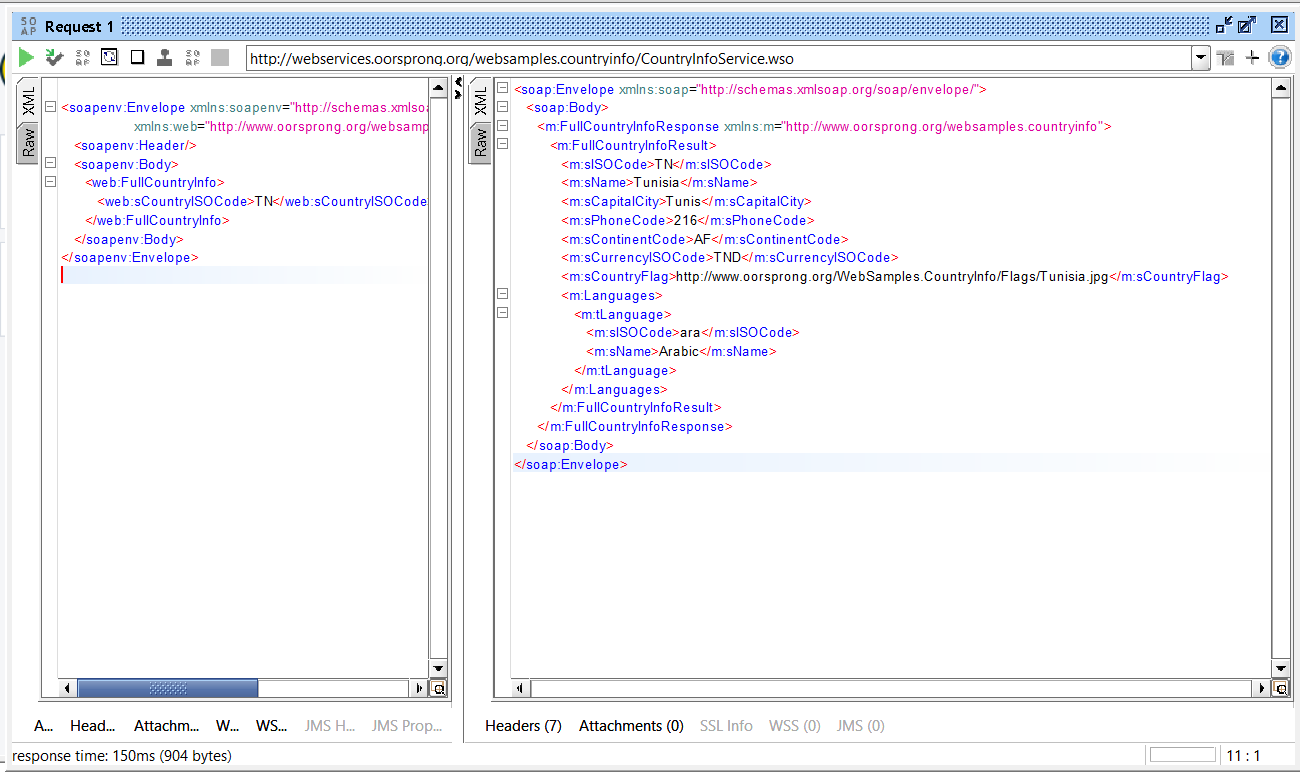 SO
AP
Request 1
SO
AP
SO
AP
http://webservices.oorsprong.org/websamples.countryinfo/CountryInfoService.wso
?
XML
Raw
<soapenv:Envelope xmlns:soapenv="http://schemas.xmlsoa
xmlns:web="http://www.oorsprong.org/websamp
<soapenv:Header/>
<soapenv:Body>
<web:FullCountryInfo>
<web:sCountryISOCode>TN</web:sCountryISOCode
</web:FullCountryInfo>
</soapenv:Body>
</soapenv:Envelope>
XML
Raw
<soap:Envelope xmlns:soap="http://schemas.xmlsoap.org/soap/envelope/">
<soap:Body>
<m:FullCountryInfoResponse xmlns:m="http://www.oorsprong.org/websamples.countryinfo">
<m:FullCountryInfoResult>
<m:sISOCode>TN</m:sISOCode>
<m:sName>Tunisia</m:sName>
<m:sCapitalCity>Tunis</m:sCapitalCity>
<m:sPhoneCode>216</m:sPhoneCode>
<m:sContinentCode>AF</m:sContinentCode>
<m:sCurrencyISOCode>TND</m:sCurrencyISOCode>
<m:sCountryFlag>http://www.oorsprong.org/WebSamples.CountryInfo/Flags/Tunisia.jpg</m:sCountryFlag>
<m:Languages>
<m:tLanguage>
<m:sISOCode>ara</m:sISOCode>
<m:sName>Arabic</m:sName>
</m:tLanguage>
</m:Languages>
</m:FullCountryInfoResult>
</m:FullCountryInfoResponse>
</soap:Body>
</soap:Envelope>
A... Head... Attachm... W... WS... JMS H... JMS Prop...
Headers (7) Attachments (0) SSL Info WSS (0) JMS (0)
response time: 150ms (904 bytes)
11 : 1